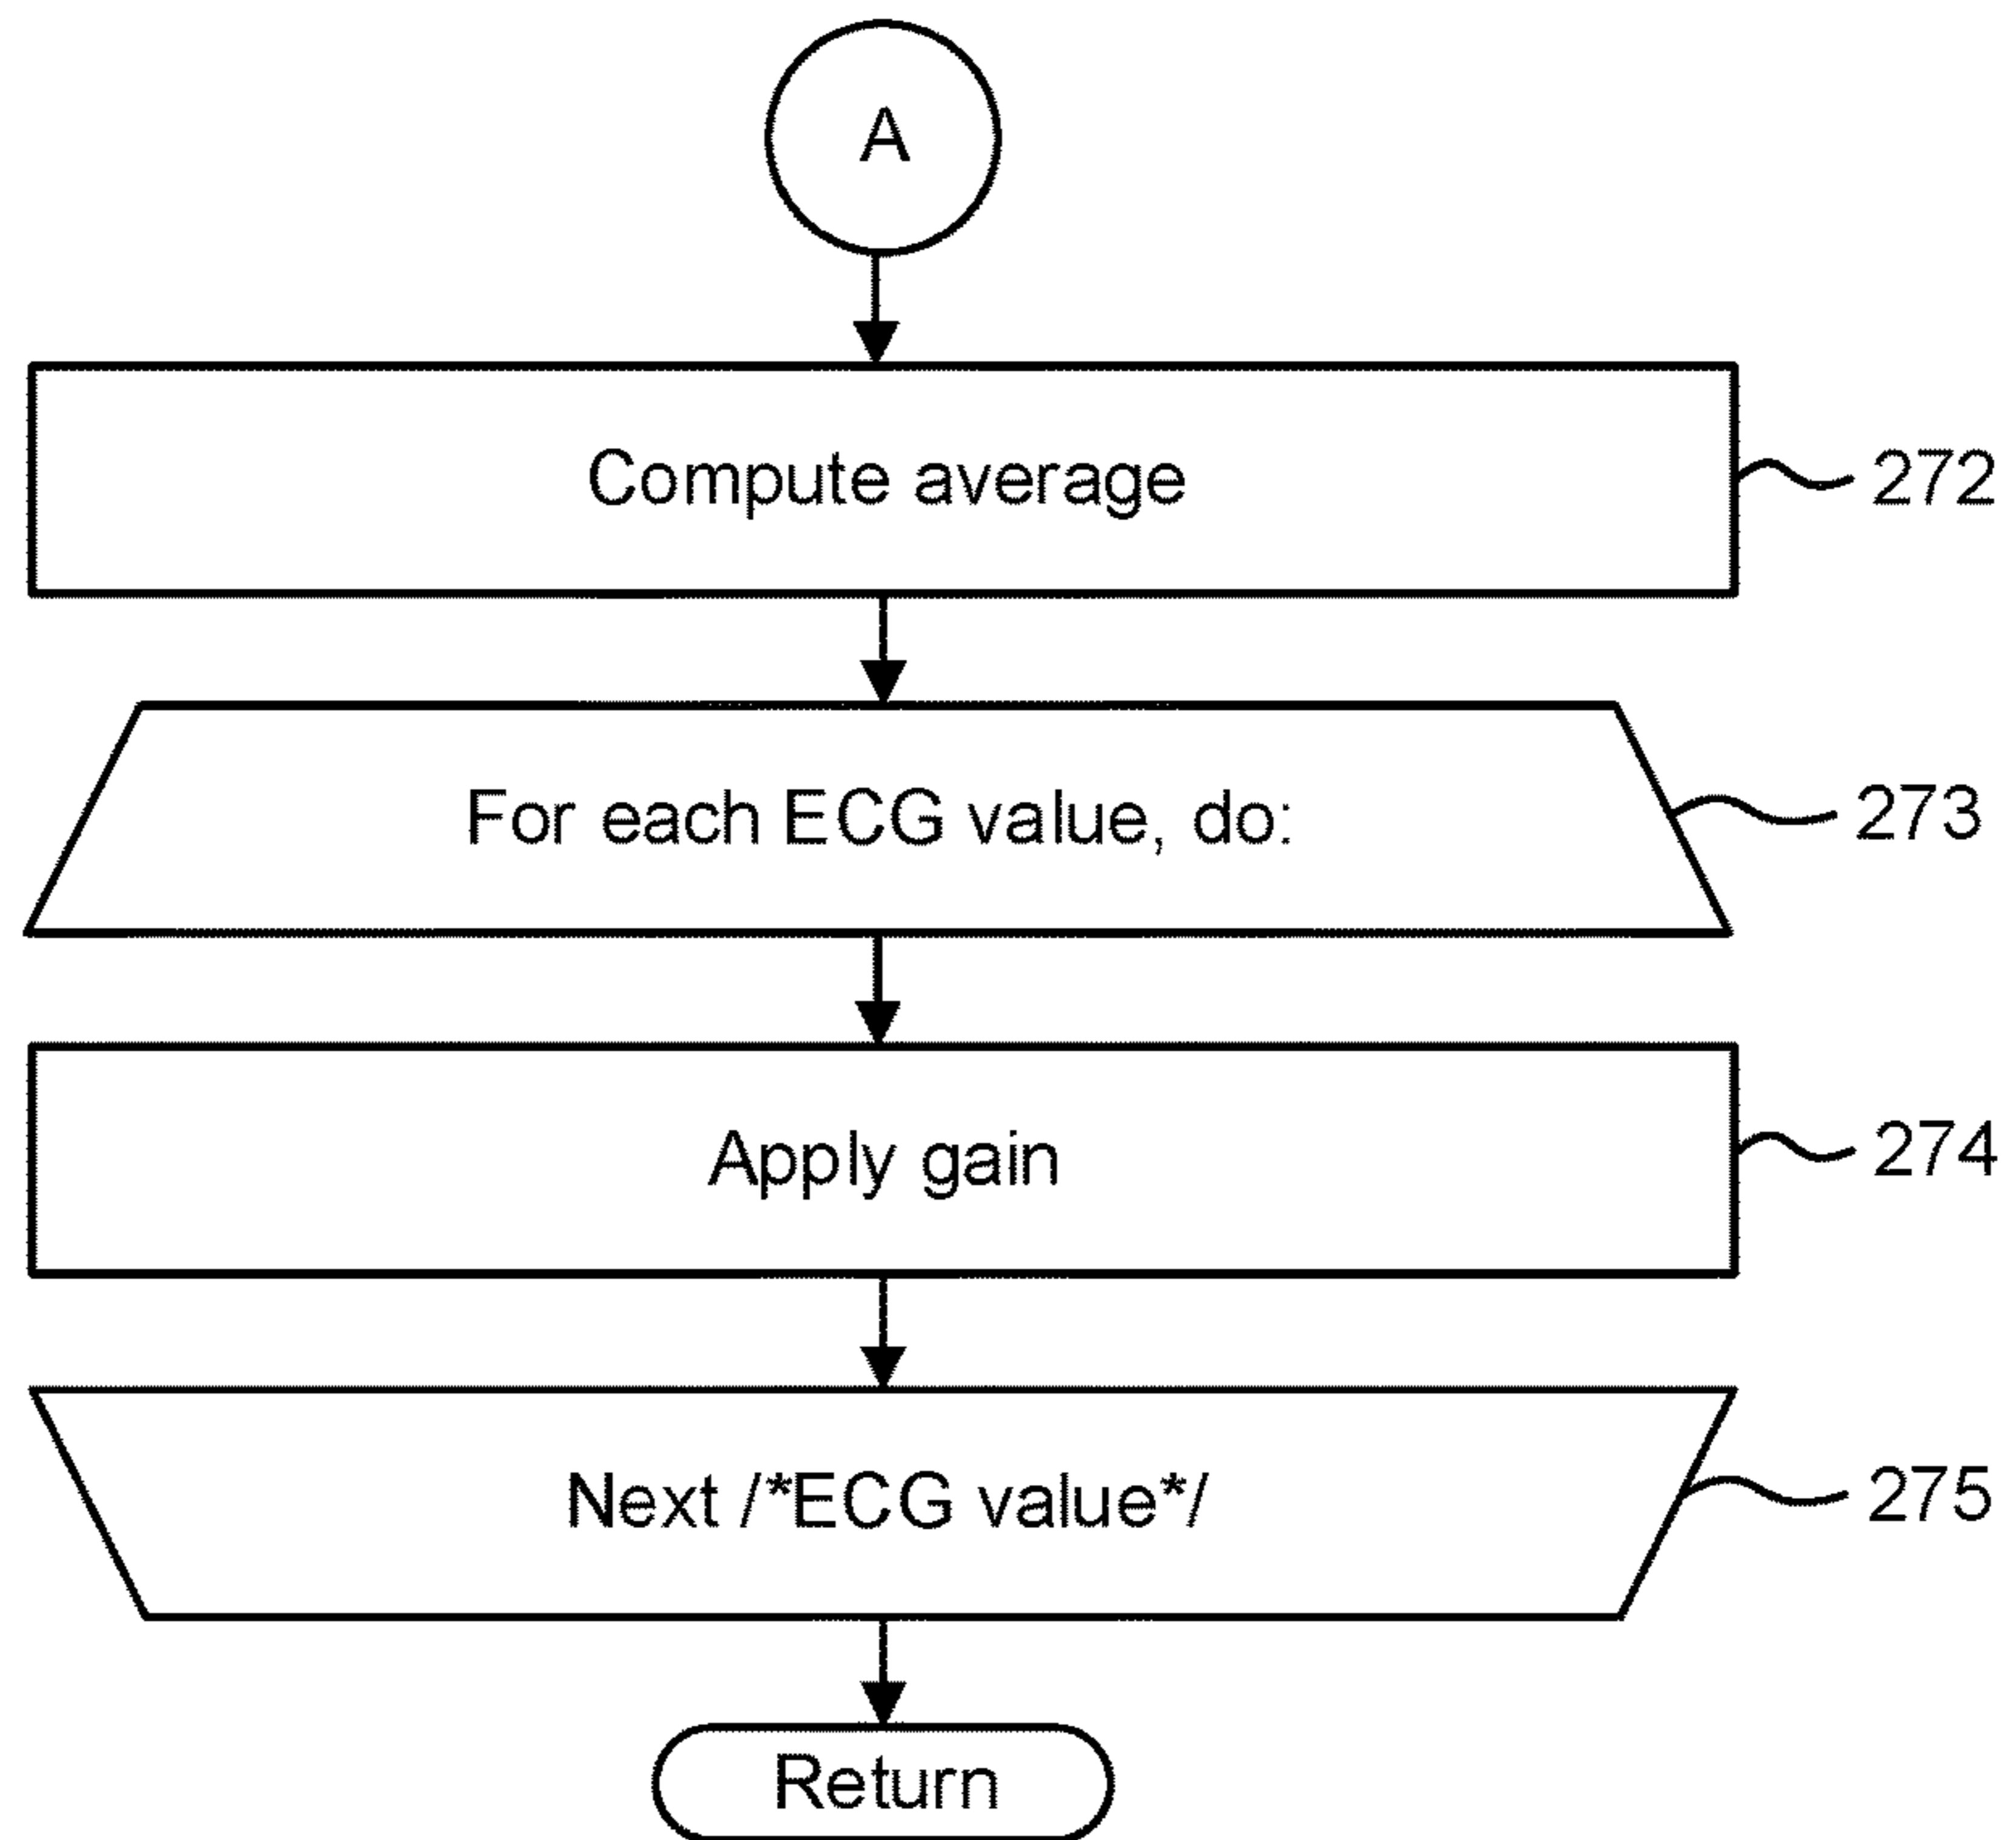 A
Compute average
272
For each ECG value, do:
273
Apply gain
274
Next /*ECG value*/
275
Return